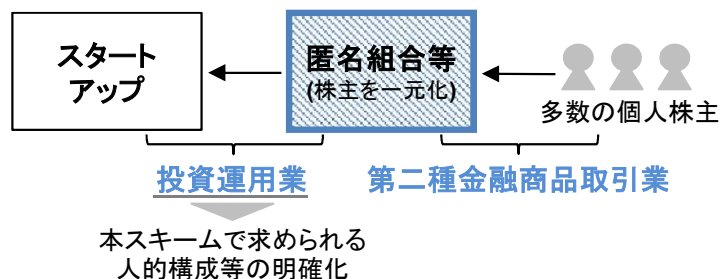 スタート
アップ
匿名組合等
(株主を一元化)
多数の個人株主
投資運用業
第二種金融商品取引業
本スキームで求められる
人的構成等の明確化